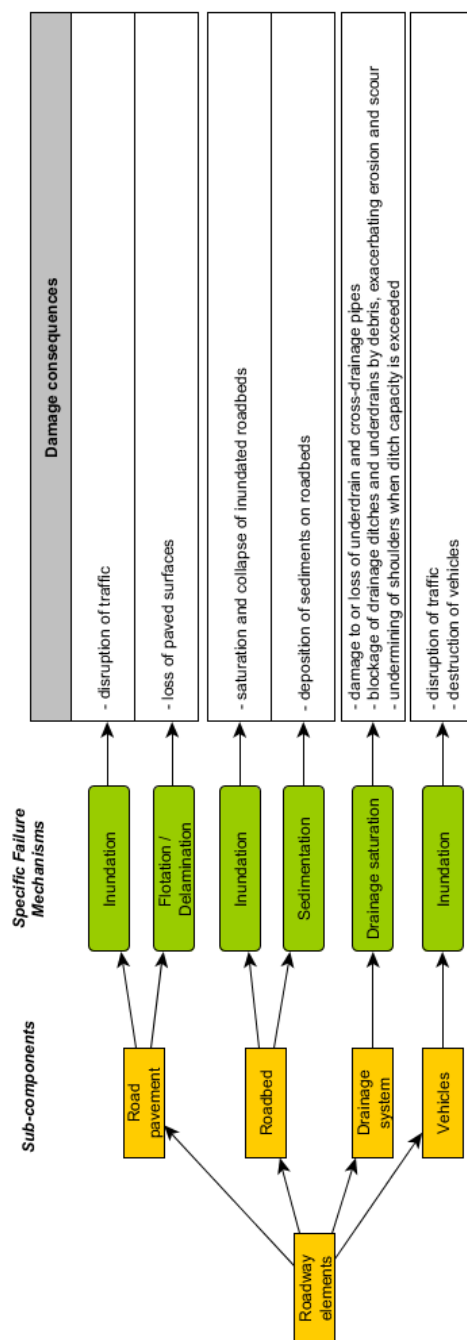 Sub-components
Specific Failure
Mechanisms
Damage consequences
Roadway
elements
Road
pavement
Inundation
- disruption of traffic
Flotation /
Delamination
- loss of paved surfaces
Roadbed
Inundation
- saturation and collapse of inundated roadbeds
Sedimentation
- deposition of sediments on roadbeds
Drainage
system
Drainage saturation
- damage to or loss of underdrain and cross-drainage pipes
- blockage of drainage ditches and underdrains by debris, exacerbating erosion and scour
- undermining of shoulders when ditch capacity is exceeded
Vehicles
Inundation
- disruption of traffic
- destruction of vehicles